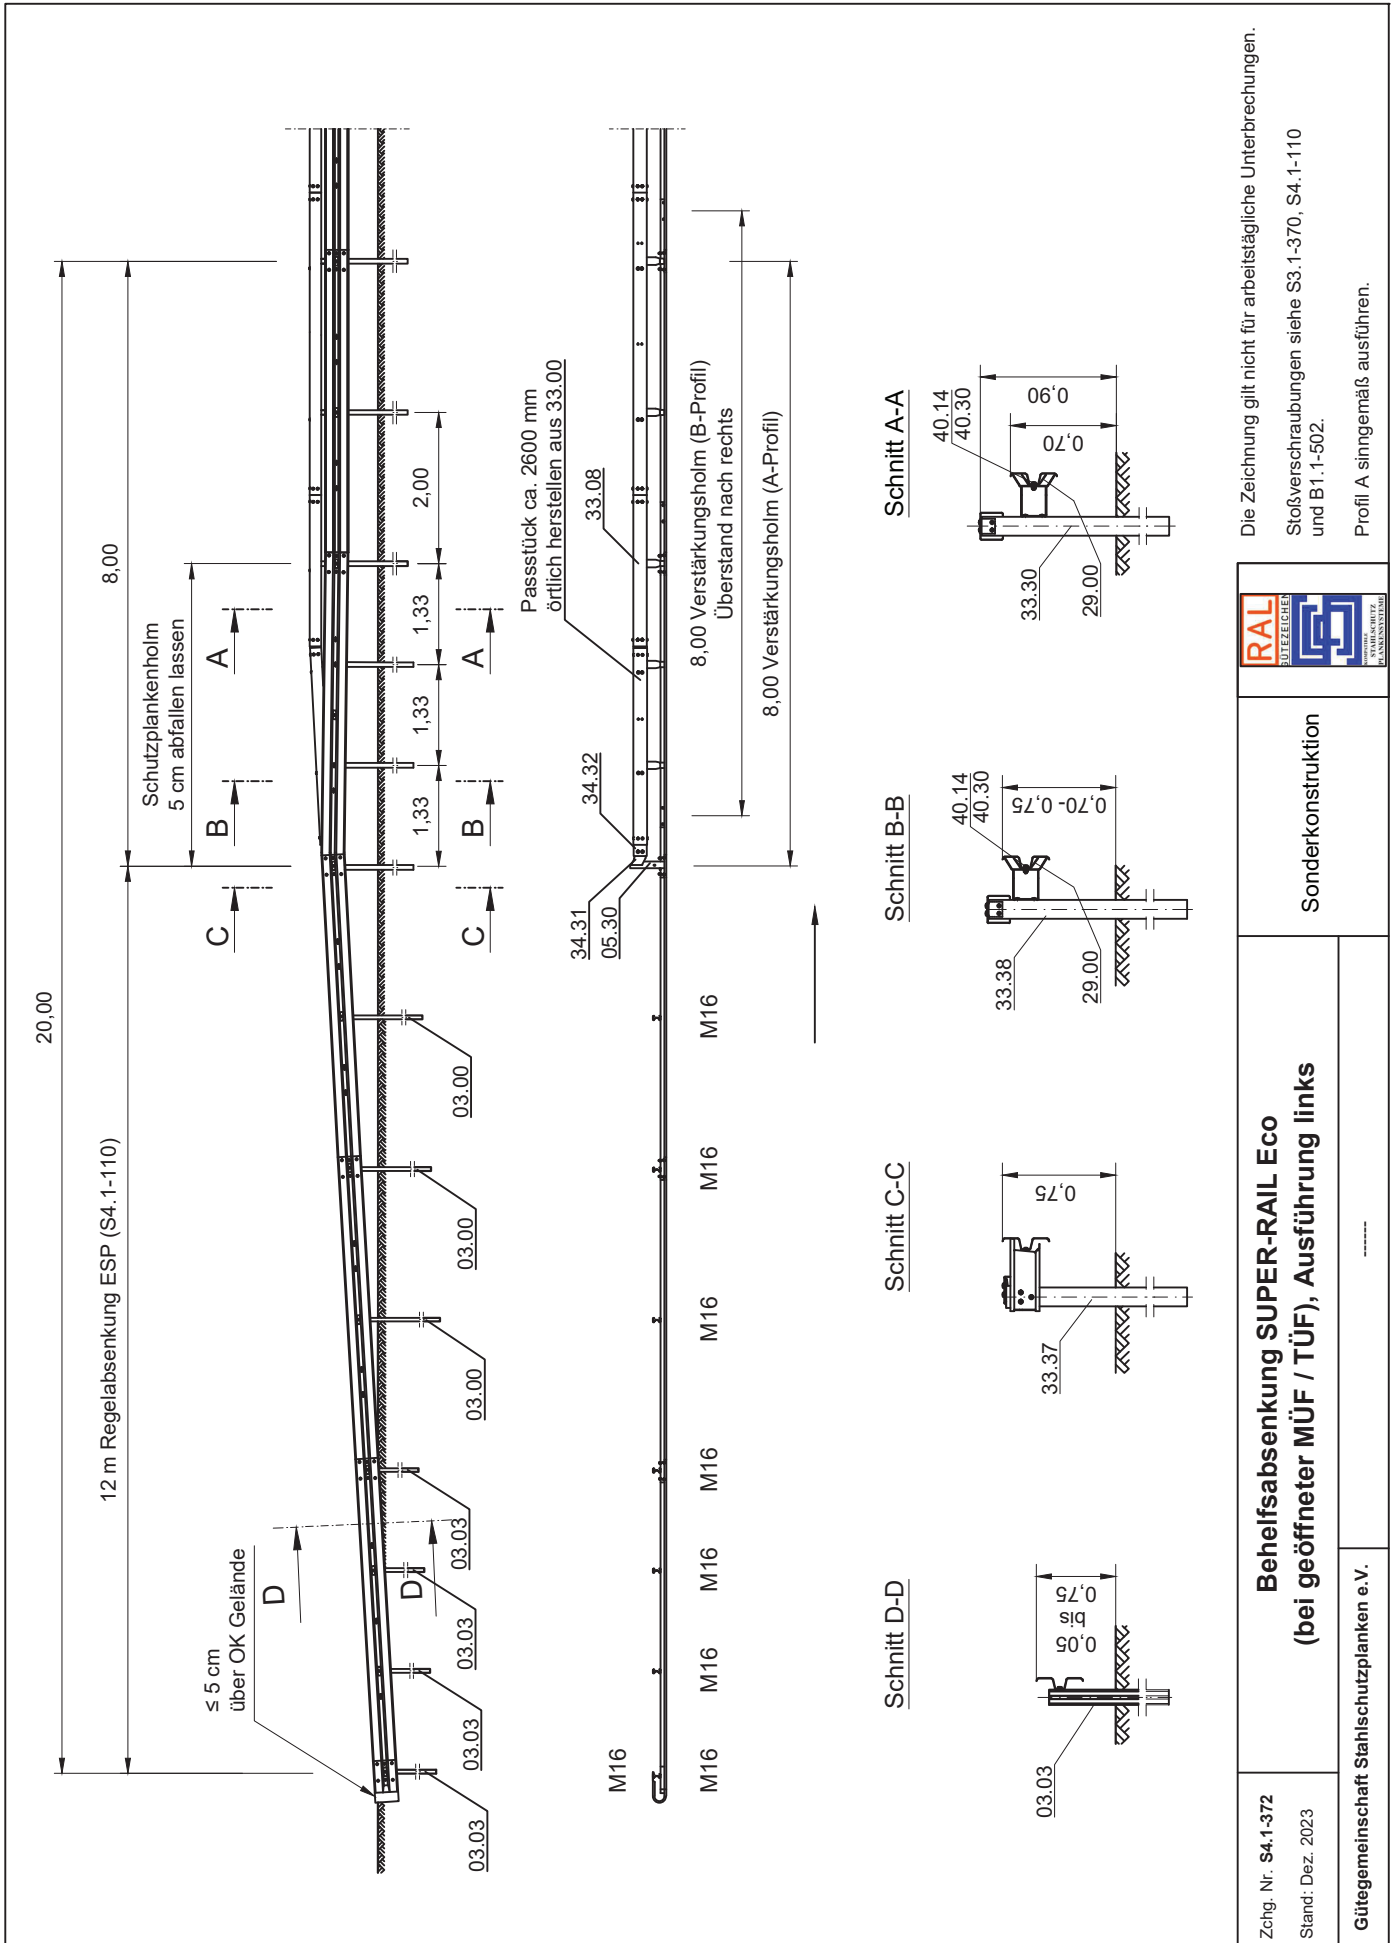 20,00
12 m Regelabsenkung ESP (S4.1-110)
8,00
≤ 5 cm
über OK Gelände
Schutzplankenholm
5 cm abfallen lassen
D
C
B
A
D
C
B
A
03.03
03.03
03.03
03.03
03.00
03.00
03.00
1,33
1,33
1,33
2,00
Passstück ca. 2600 mm
örtlich herstellen aus 33.00
34.31
05.30
34.32
33.08
M16
M16
M16
M16
M16
M16
M16
M16
8,00 Verstärkungsholm (B-Profil)
Überstand nach rechts
8,00 Verstärkungsholm (A-Profil)
Schnitt D-D
03.03
0,05
bis
0,75
Schnitt C-C
33.37
0,75
Schnitt B-B
33.38
29.00
40.14
40.30
0,70- 0,75
Schnitt A-A
33.30
29.00
40.14
40.30
0,70
0,90
Die Zeichnung gilt nicht für arbeitstägliche Unterbrechungen.
Stoßverschraubungen siehe S3.1-370, S4.1-110
und B1.1-502.
Profil A sinngemäß ausführen.
Zchg. Nr. S4.1-372
Stand: Dez. 2023
Behelfsabsenkung SUPER-RAIL Eco
(bei geöffneter MÜF / TÜF), Ausführung links
Sonderkonstruktion
RAL
GÜTEZEICHEN
KOMPATIBLE
STAHLSCHUTZ
PLANKENSYSTEME
Gütegemeinschaft Stahlschutzplanken e.V.
------